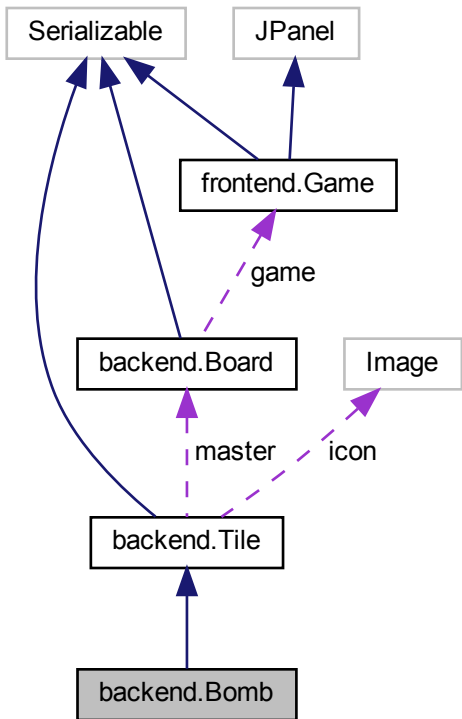 Serializable
JPanel
frontend.Game
game
backend.Board
Image
master
icon
backend.Tile
backend.Bomb